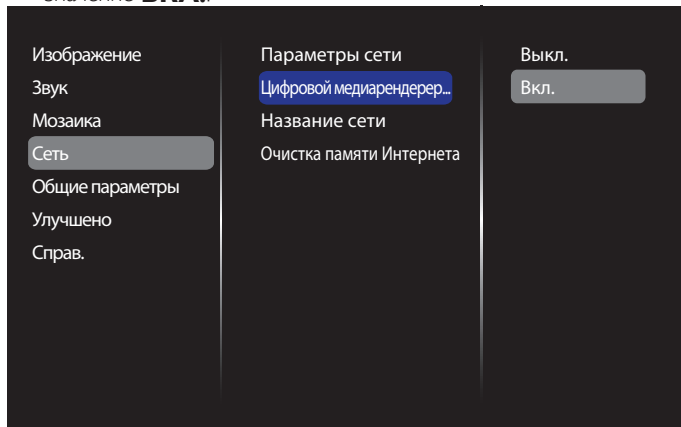 Изображение
Звук
Мозаика
Сеть
Общие параметры
Улучшено
Справ.
Параметры сети
Цифровой медиарендерер...
Название сети
Очистка памяти Интернета
Выкл.
Вкл.